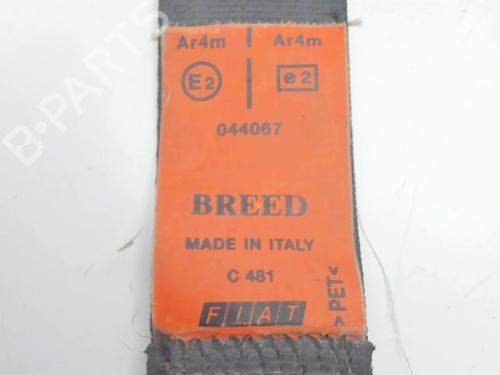 Ar4m Ar4m
E2 e2
044067
BREED
MADE IN ITALY
C 481
FIAT
>PET<
B-PARTS